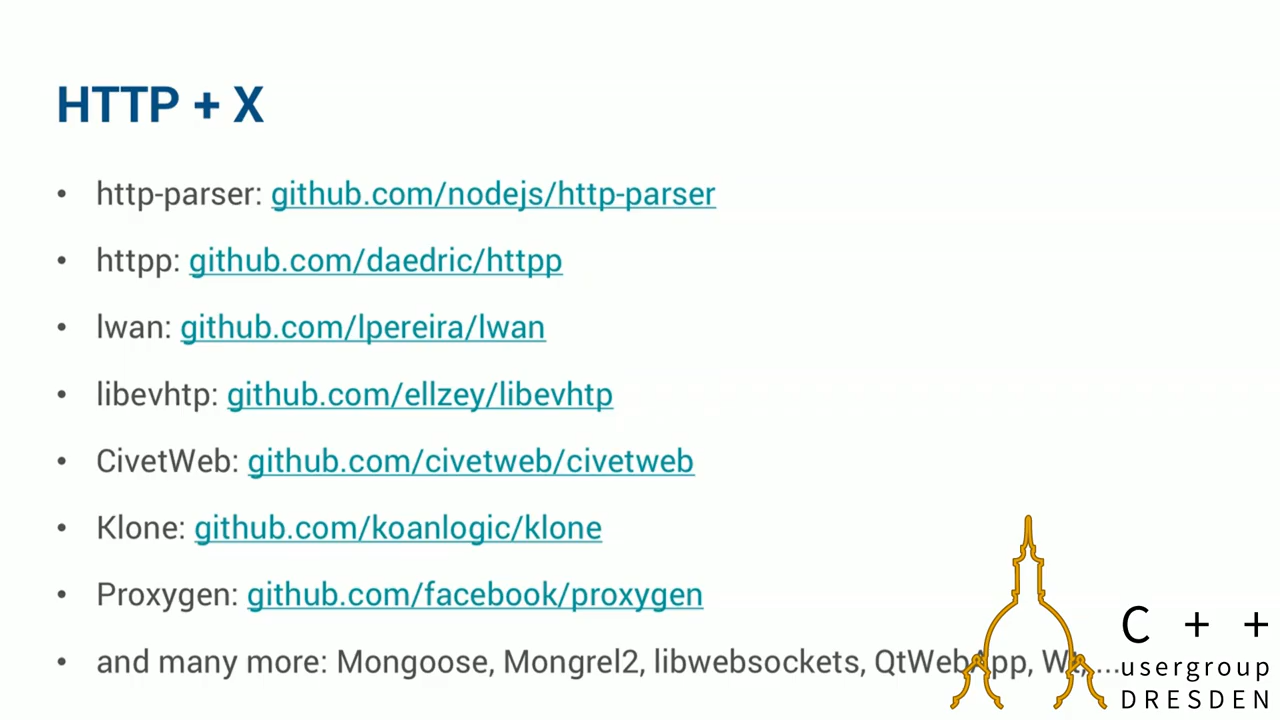 HTTP + X
• http-parser: github.com/nodejs/http-parser
• httpp: github.com/daedric/httpp
• lwan: github.com/lpereira/lwan
• libevhtp: github.com/ellzey/libevhtp
• CivetWeb: github.com/civetweb/civetweb
• Klone: github.com/koanlogic/klone
• Proxygen: github.com/facebook/proxygen
• and many more: Mongoose, Mongrel2, libwebsockets, QtWebApp, Wt, ...
C + +
usergroup
DRESDEN